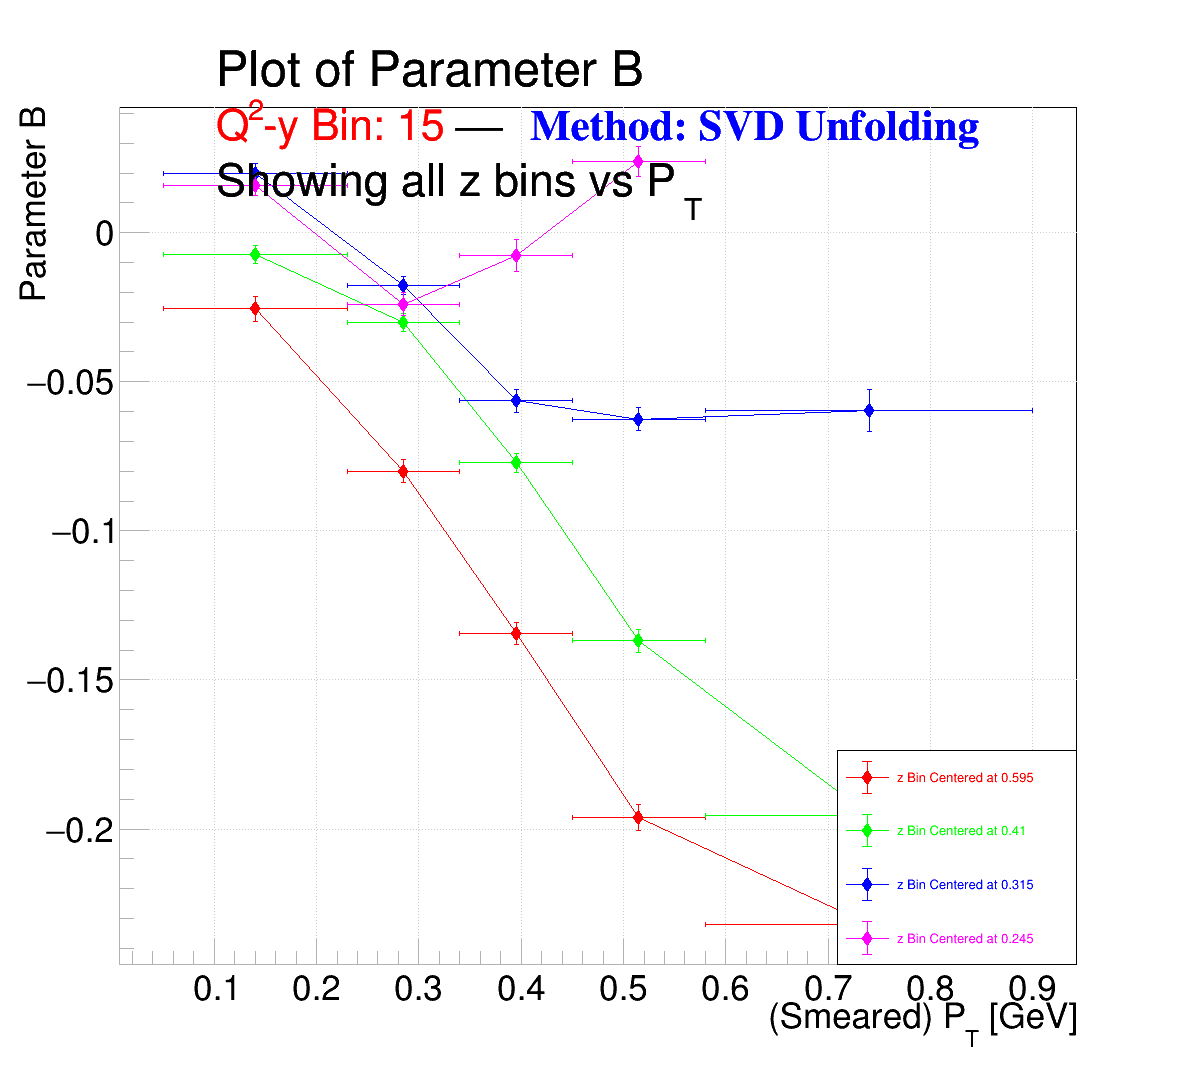 Plot of Parameter B
Q²-y Bin: 15 — Method: SVD Unfolding
Showing all z bins vs P_T
Parameter B
0
−0.05
−0.1
−0.15
−0.2
z Bin Centered at 0.595
z Bin Centered at 0.41
z Bin Centered at 0.315
z Bin Centered at 0.245
0.1 0.2 0.3 0.4 0.5 0.6 0.7 0.8 0.9
(Smeared) P_T [GeV]